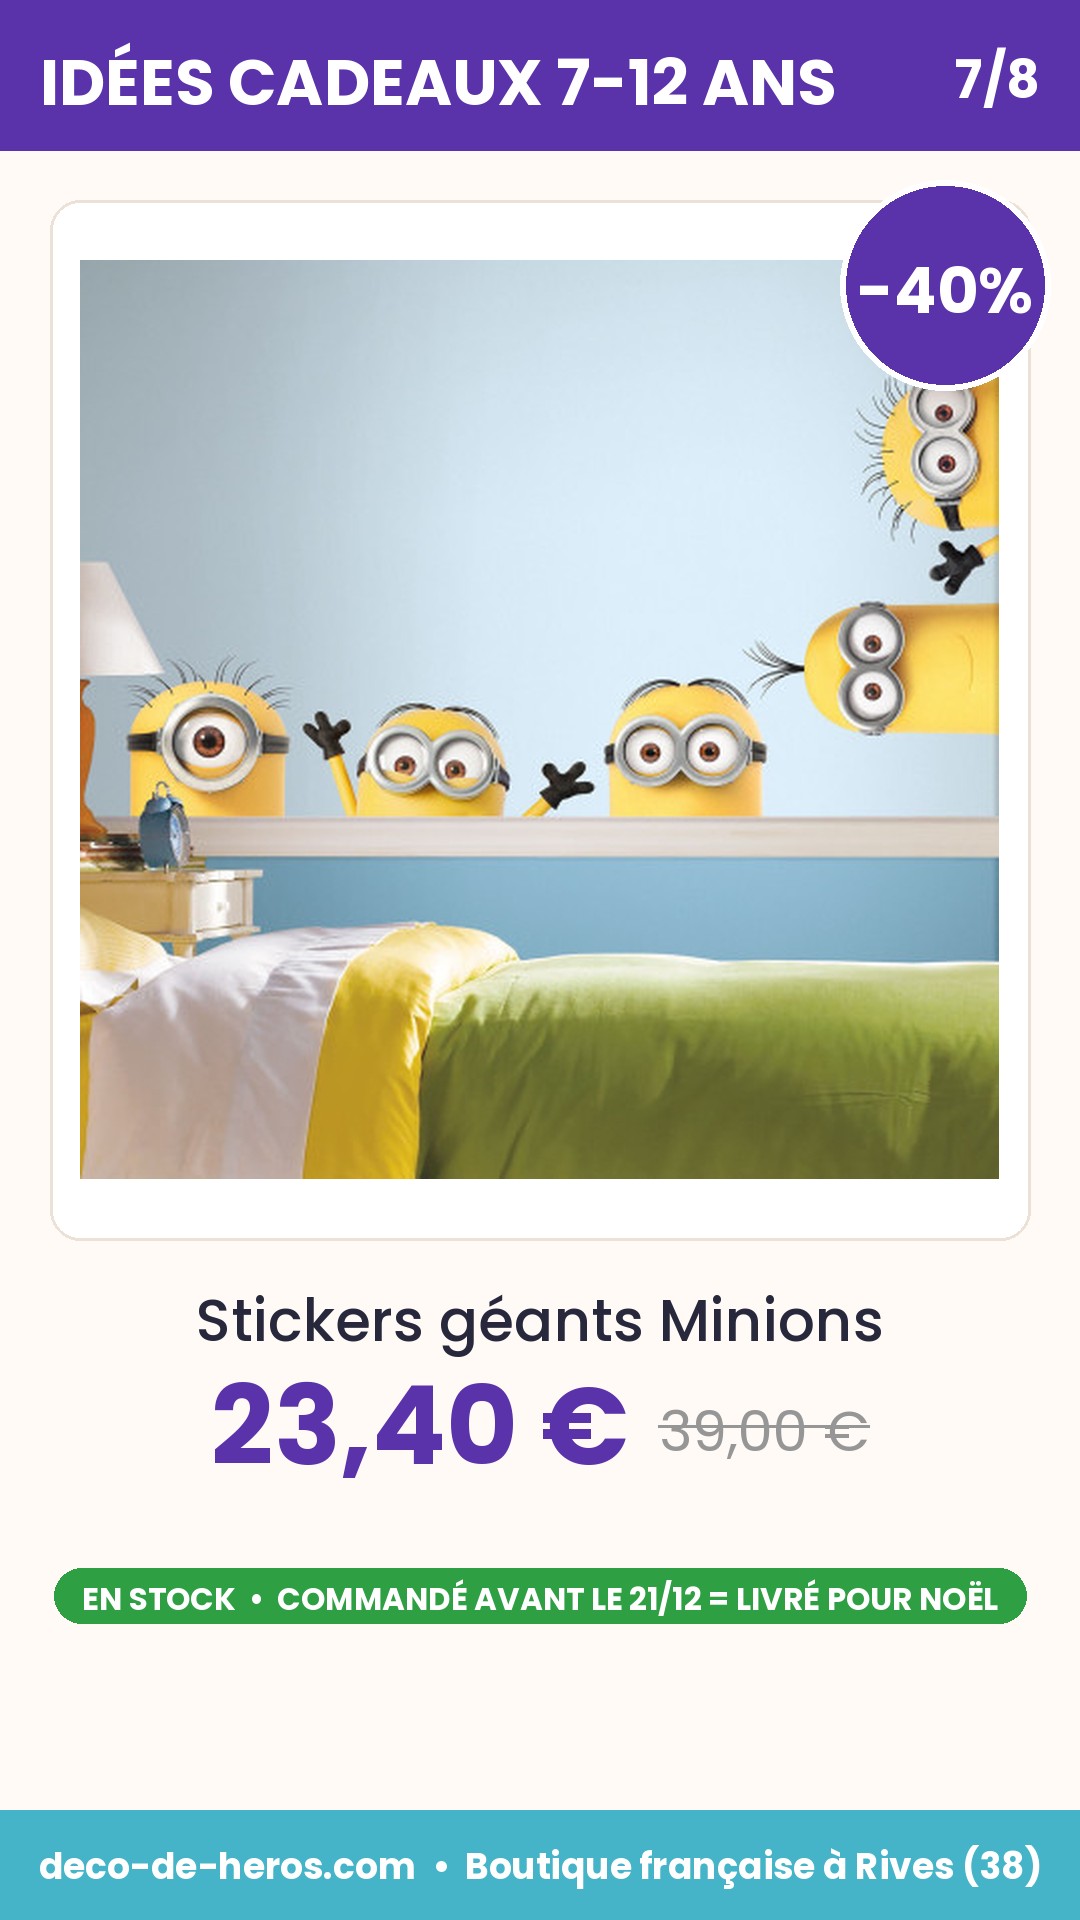 IDÉES CADEAUX 7-12 ANS 7/8
-40%
Stickers géants Minions
23,40 € 39,00 €
EN STOCK • COMMANDÉ AVANT LE 21/12 = LIVRÉ POUR NOËL
deco-de-heros.com • Boutique française à Rives (38)